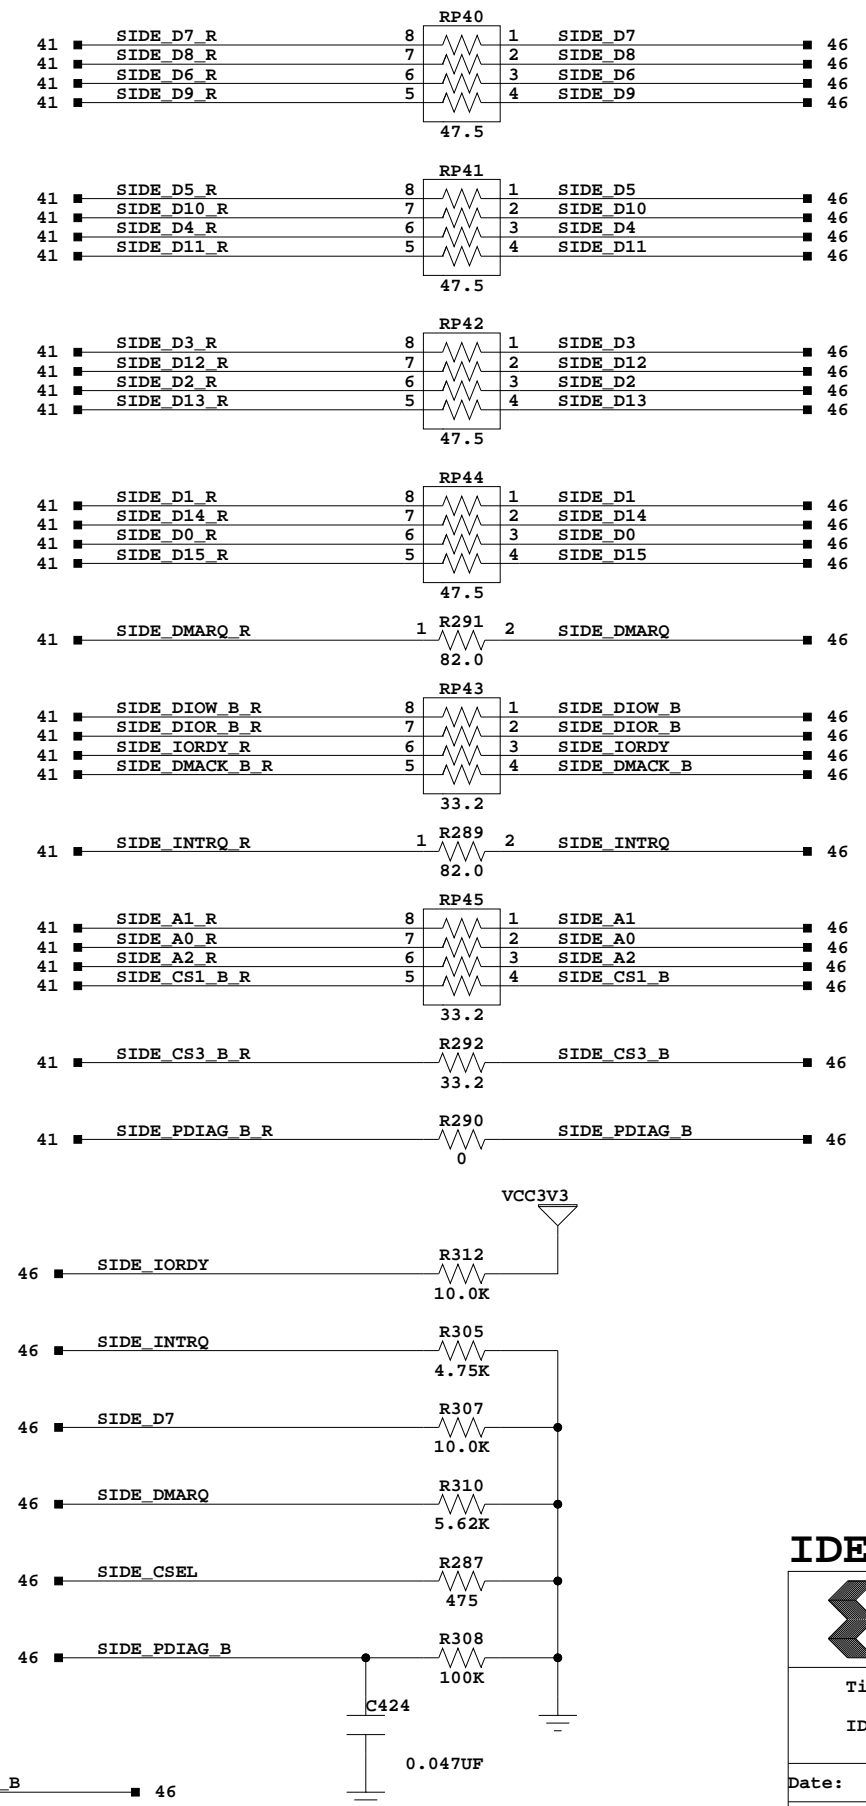 RP40
41 SIDE_D7_R 8 1 SIDE_D7 46
41 SIDE_D8_R 7 2 SIDE_D8 46
41 SIDE_D6_R 6 3 SIDE_D6 46
41 SIDE_D9_R 5 4 SIDE_D9 46
47.5
RP41
41 SIDE_D5_R 8 1 SIDE_D5 46
41 SIDE_D10_R 7 2 SIDE_D10 46
41 SIDE_D4_R 6 3 SIDE_D4 46
41 SIDE_D11_R 5 4 SIDE_D11 46
47.5
RP42
41 SIDE_D3_R 8 1 SIDE_D3 46
41 SIDE_D12_R 7 2 SIDE_D12 46
41 SIDE_D2_R 6 3 SIDE_D2 46
41 SIDE_D13_R 5 4 SIDE_D13 46
47.5
RP44
41 SIDE_D1_R 8 1 SIDE_D1 46
41 SIDE_D14_R 7 2 SIDE_D14 46
41 SIDE_D0_R 6 3 SIDE_D0 46
41 SIDE_D15_R 5 4 SIDE_D15 46
47.5
R291
41 SIDE_DMARQ_R 1 2 SIDE_DMARQ 46
82.0
RP43
41 SIDE_DIOW_B_R 8 1 SIDE_DIOW_B 46
41 SIDE_DIOR_B_R 7 2 SIDE_DIOR_B 46
41 SIDE_IORDY_R 6 3 SIDE_IORDY 46
41 SIDE_DMACK_B_R 5 4 SIDE_DMACK_B 46
33.2
R289
41 SIDE_INTRQ_R 1 2 SIDE_INTRQ 46
82.0
RP45
41 SIDE_A1_R 8 1 SIDE_A1 46
41 SIDE_A0_R 7 2 SIDE_A0 46
41 SIDE_A2_R 6 3 SIDE_A2 46
41 SIDE_CS1_B_R 5 4 SIDE_CS1_B 46
33.2
R292
41 SIDE_CS3_B_R SIDE_CS3_B 46
33.2
R290
41 SIDE_PDIAG_B_R SIDE_PDIAG_B 46
0
VCC3V3
46 SIDE_IORDY R312
10.0K
46 SIDE_INTRQ R305
4.75K
46 SIDE_D7 R307
10.0K
46 SIDE_DMARQ R310
5.62K
46 SIDE_CSEL R287
475
46 SIDE_PDIAG_B R308
100K
C424
0.047UF
_B 46
IDE
Ti
ID
Date: